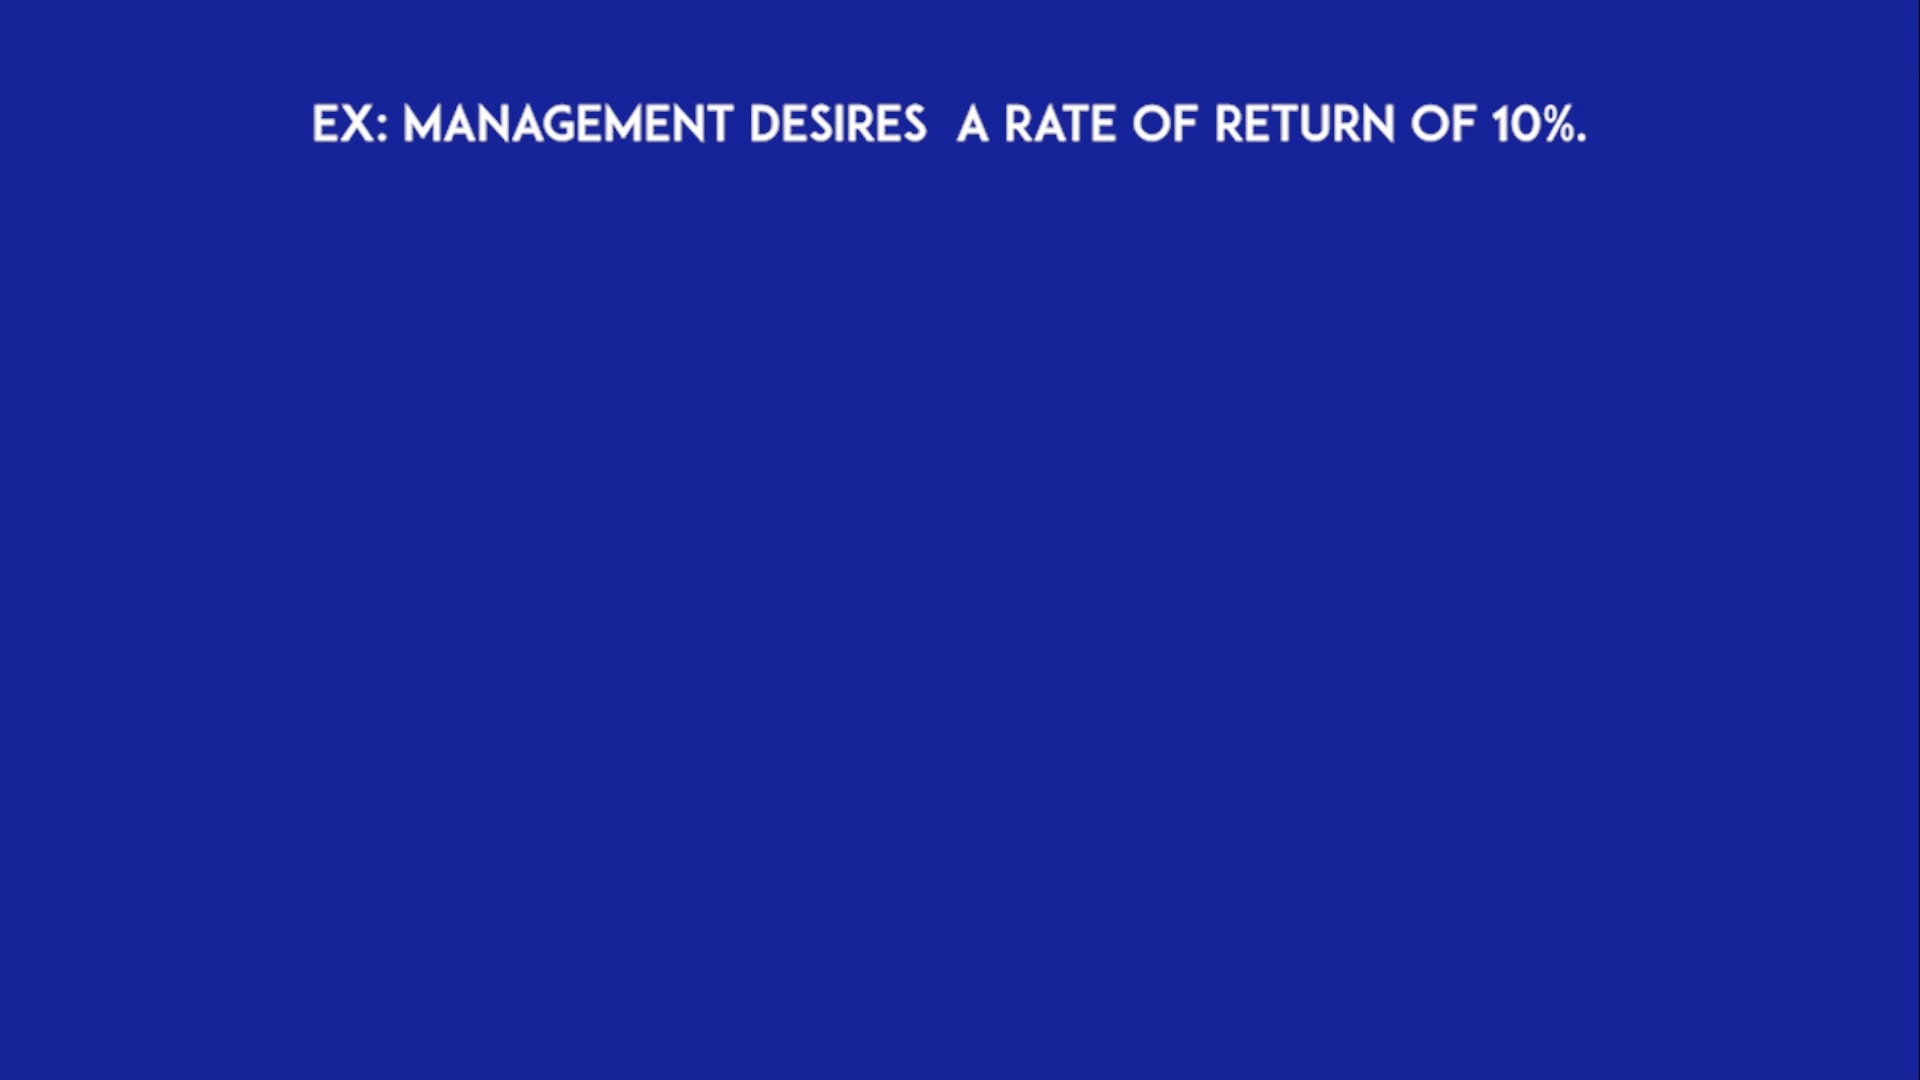 EX: MANAGEMENT DESIRES  A RATE OF RETURN OF 10%.